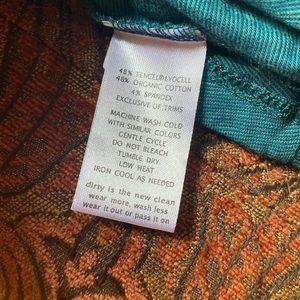 48% TENCEL®LYOCELL
48% ORGANIC COTTON
4% SPANDEX
EXCLUSIVE OF TRIMS
MACHINE WASH COLD
WITH SIMILAR COLORS
GENTLE CYCLE
DO NOT BLEACH
TUMBLE DRY
LOW HEAT
IRON COOL AS NEEDED
dirty is the new clean
wear more, wash less
wear it out or pass it on